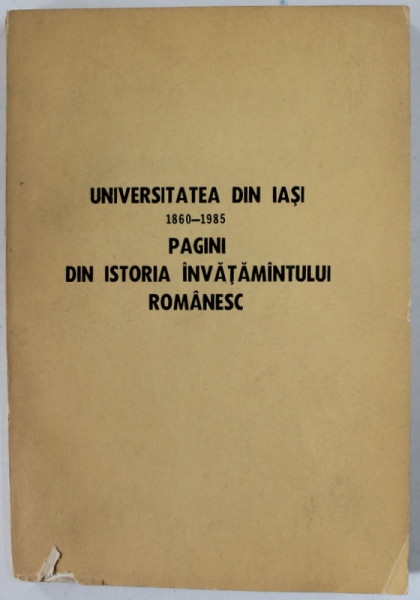 UNIVERSITATEA DIN IAȘI
1860—1985
PAGINI
DIN ISTORIA ÎNVĂȚĂMÎNTULUI
ROMÂNESC